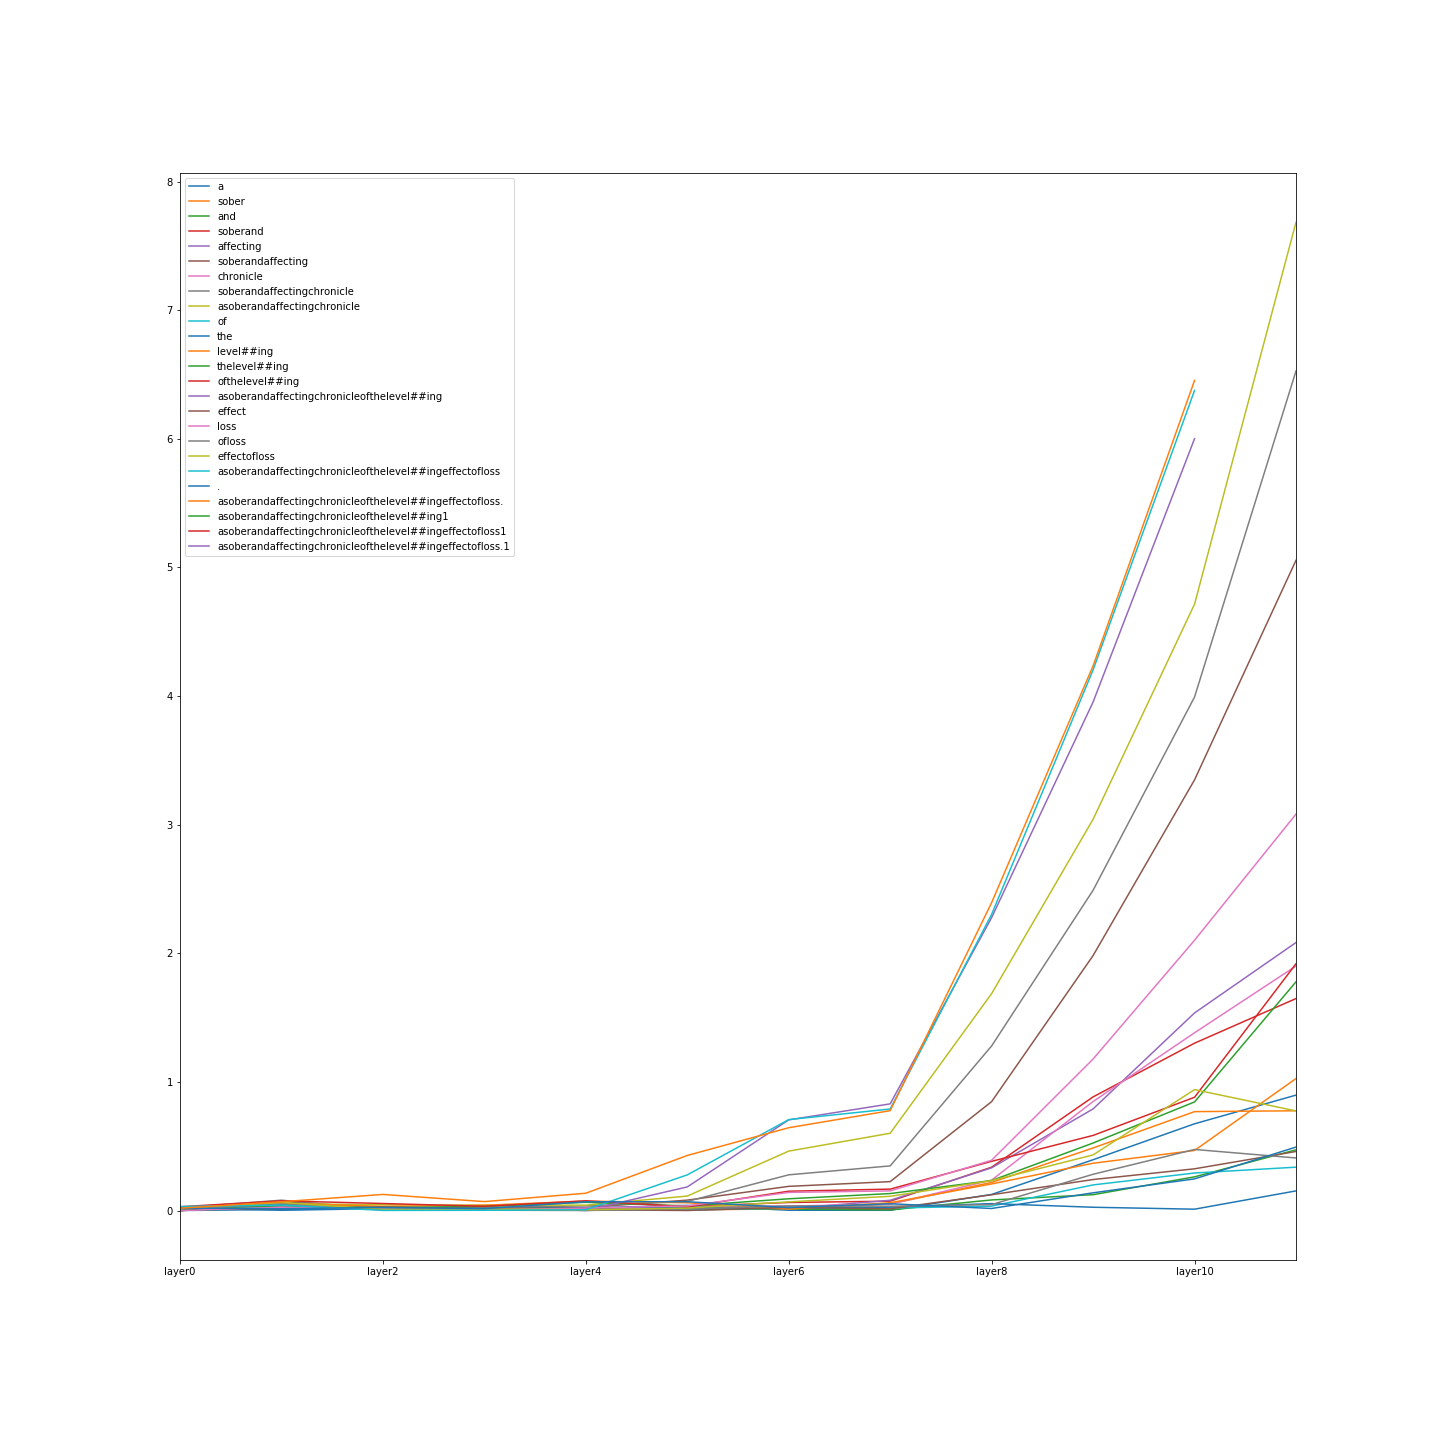 8
7
6
5
4
3
2
1
0
a
sober
and
soberand
affecting
soberandaffecting
chronicle
soberandaffectingchronicle
asoberandaffectingchronicle
of
the
level##ing
thelevel##ing
ofthelevel##ing
asoberandaffectingchronicleofthelevel##ing
effect
loss
ofloss
effectofloss
asoberandaffectingchronicleofthelevel##ingeffectofloss
.
asoberandaffectingchronicleofthelevel##ingeffectofloss.
asoberandaffectingchronicleofthelevel##ing1
asoberandaffectingchronicleofthelevel##ingeffectofloss1
asoberandaffectingchronicleofthelevel##ingeffectofloss.1
layer0 layer2 layer4 layer6 layer8 layer10